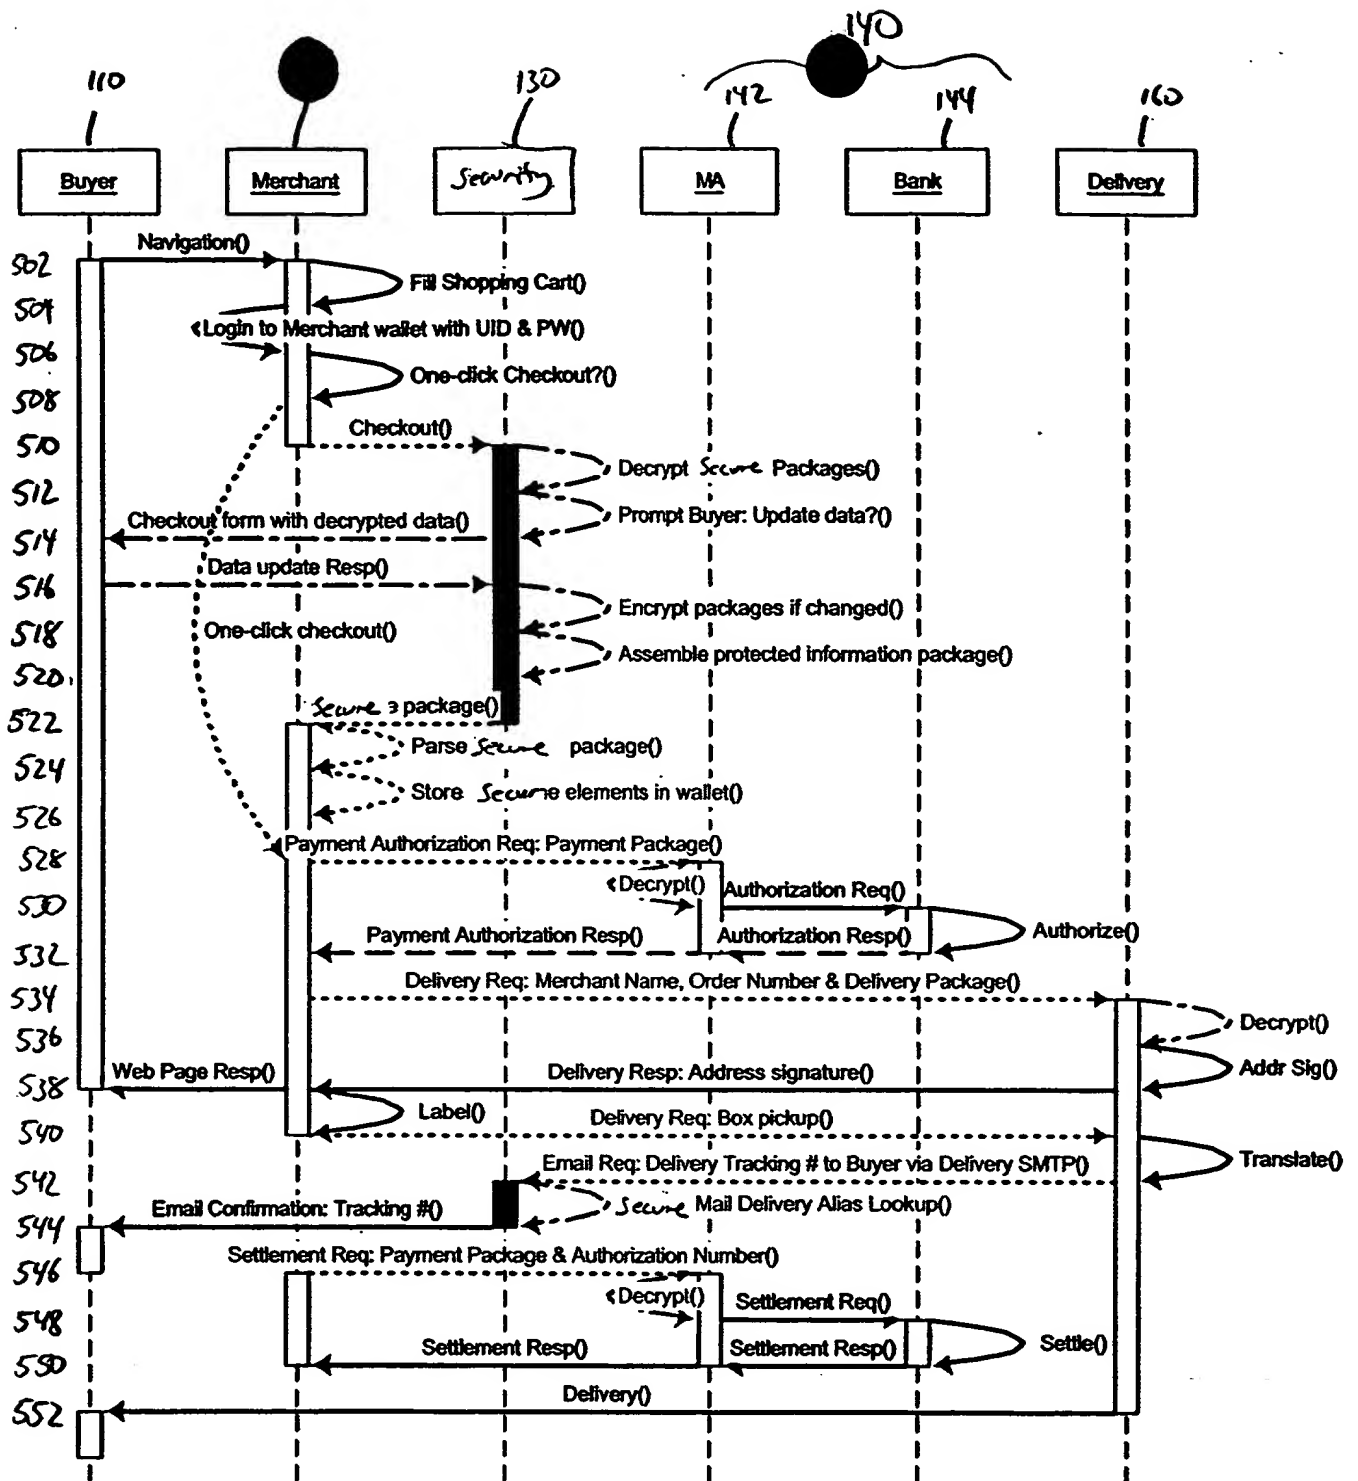 140
110
130
142
144
160
Buyer
Merchant
Security
MA
Bank
Delivery
Navigation()
502
Fill Shopping Cart()
504
Login to Merchant wallet with UID & PW()
506
One-click Checkout?()
508
Checkout()
510
Decrypt Secure Packages()
512
Prompt Buyer: Update data?()
Checkout form with decrypted data()
514
Data update Resp()
516
Encrypt packages if changed()
518
One-click checkout()
Assemble protected information package()
520
Secure package()
522
Parse Secure package()
524
Store Secure elements in wallet()
526
Payment Authorization Req: Payment Package()
528
Decrypt()
Authorization Req()
530
Payment Authorization Resp()
Authorization Resp()
Authorize()
532
Delivery Req: Merchant Name, Order Number & Delivery Package()
534
Decrypt()
536
Web Page Resp()
Delivery Resp: Address signature()
Addr Sig()
538
Label()
Delivery Req: Box pickup()
540
Email Req: Delivery Tracking # to Buyer via Delivery SMTP()
Translate()
542
Secure Mail Delivery Alias Lookup()
Email Confirmation: Tracking #()
544
Settlement Req: Payment Package & Authorization Number()
546
Decrypt()
Settlement Req()
548
Settlement Resp()
Settlement Resp()
Settle()
550
Delivery()
552